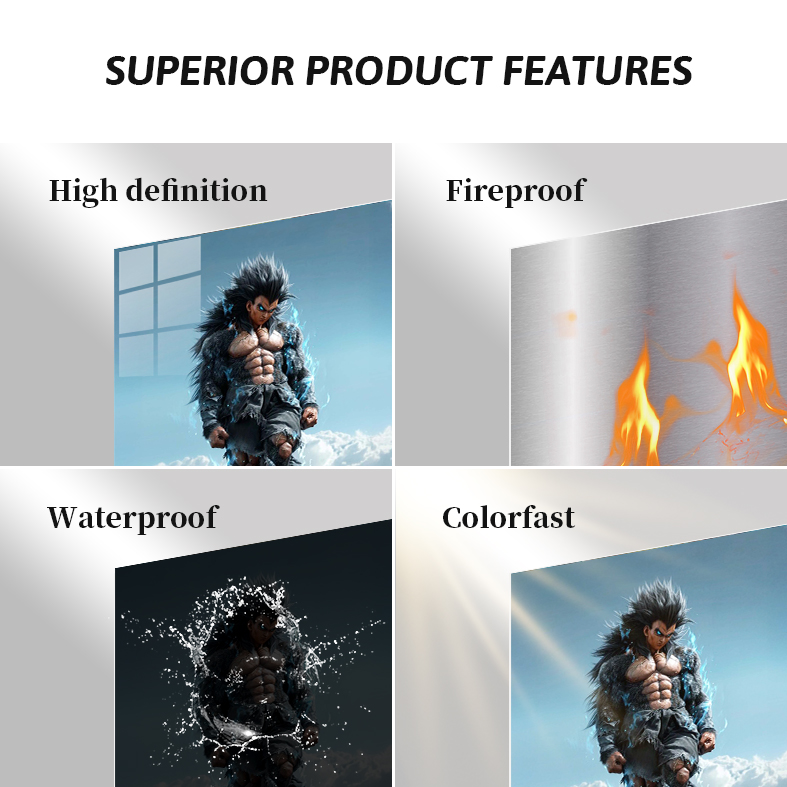 SUPERIOR PRODUCT FEATURES
High definition
Fireproof
Waterproof
Colorfast